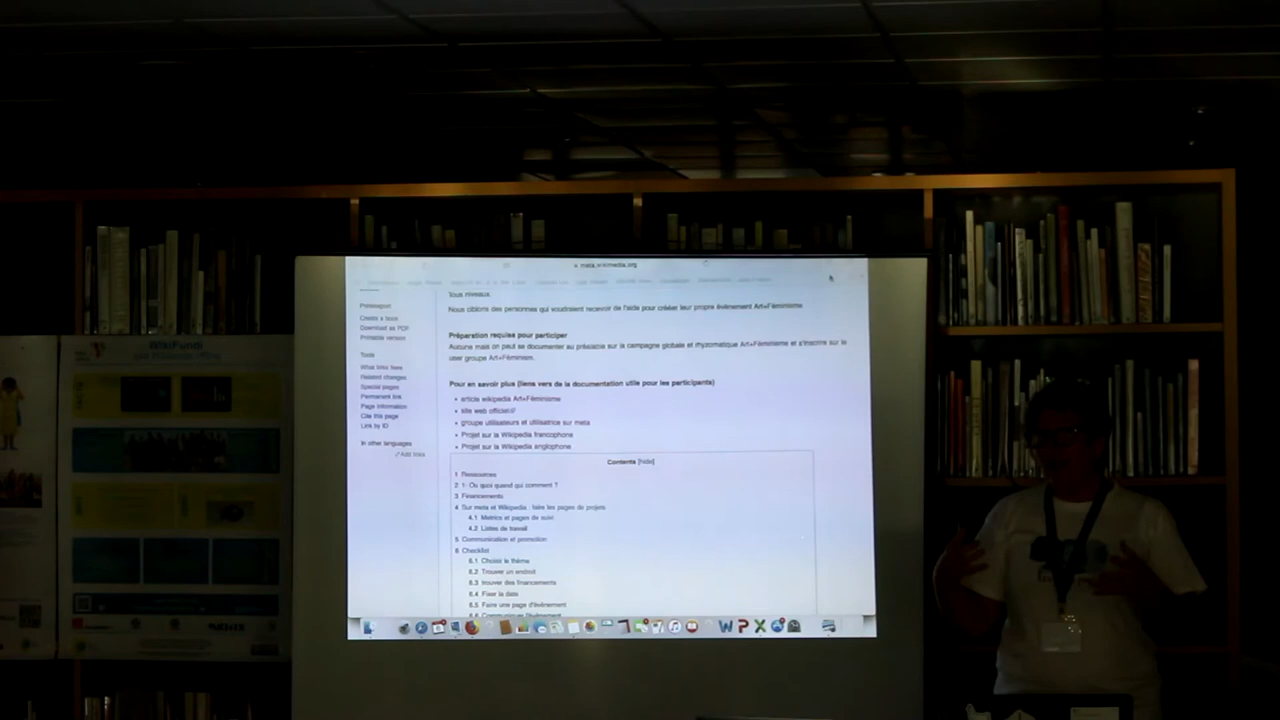 meta.wikimedia.org
Tous niveaux.
Nous ciblons des personnes qui voudraient recevoir de l'aide pour créer leur propre événement Art+Féminisme
Préparation requise pour participer
Aucune mais on peut se documenter au préalable sur la campagne globale et rhyzomatique Art+Féminisme et s'inscrire sur le
user groupe Art+Féminism.
Pour en savoir plus (liens vers de la documentation utile pour les participants)
article wikipedia Art+Féminisme
site web officiel
groupe utilisateurs et utilisatrice sur meta
Projet sur la Wikipedia francophone
Projet sur la Wikipedia anglophone
Contents [hide]
1 Ressources
2 1- Ou quoi quand qui comment ?
3 Financements
4 Sur meta et Wikipedia : faire les pages de projets
4.1 Metrics et pages de suivi
4.2 Listes de travail
5 Communication et promotion
6 Checklist
6.1 Choisir le thème
6.2 Trouver un endroit
6.3 trouver des financements
6.4 Fixer la date
6.5 Faire une page d'événement
6.6 Communiquer l'événement
Print/export
Create a book
Download as PDF
Printable version
Tools
What links here
Related changes
Special pages
Permanent link
Page information
Cite this page
Link by ID
In other languages
Add links
WikiFundi